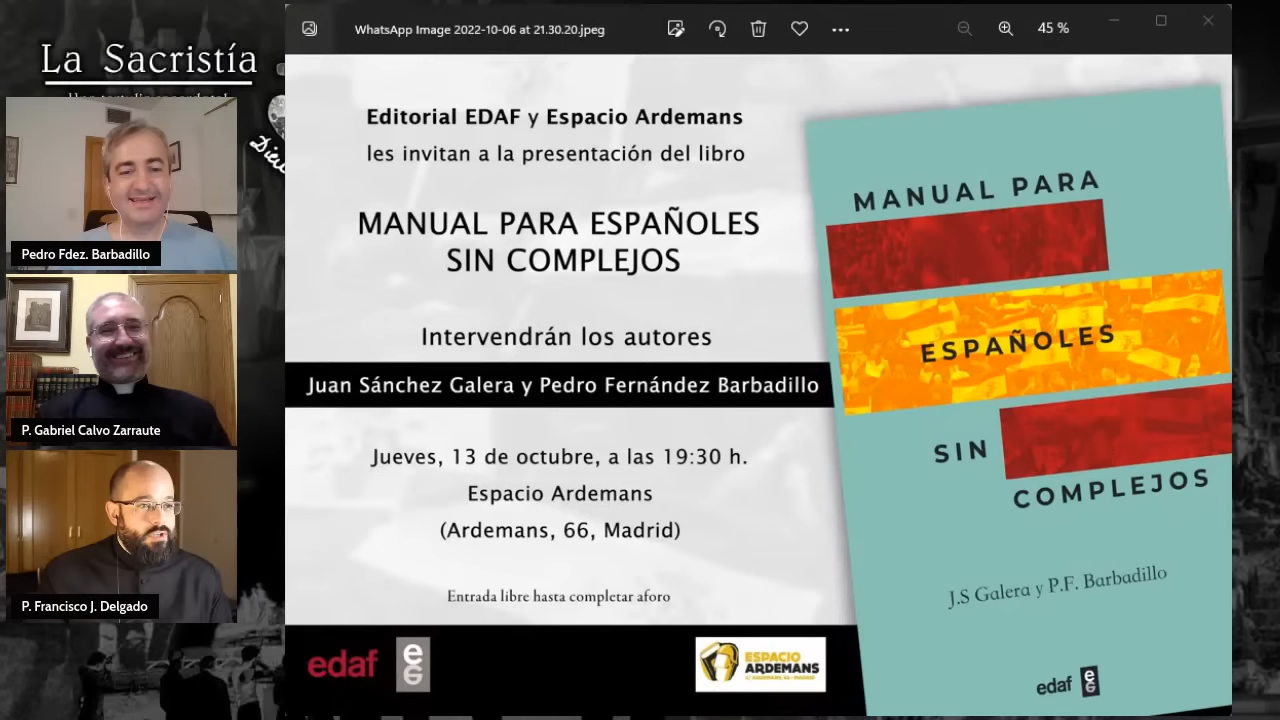 La Sacristía
Pedro Fdez. Barbadillo
P. Gabriel Calvo Zarraute
P. Francisco J. Delgado
WhatsApp Image 2022-10-06 at 21.30.20.jpeg
45 %
Editorial EDAF y Espacio Ardemans
les invitan a la presentación del libro
MANUAL PARA ESPAÑOLES
SIN COMPLEJOS
Intervendrán los autores
Juan Sánchez Galera y Pedro Fernández Barbadillo
Jueves, 13 de octubre, a las 19:30 h.
Espacio Ardemans
(Ardemans, 66, Madrid)
Entrada libre hasta completar aforo
edaf
ESPACIO
ARDEMANS
MANUAL PARA
ESPAÑOLES
SIN
COMPLEJOS
J.S Galera y P.F. Barbadillo
edaf